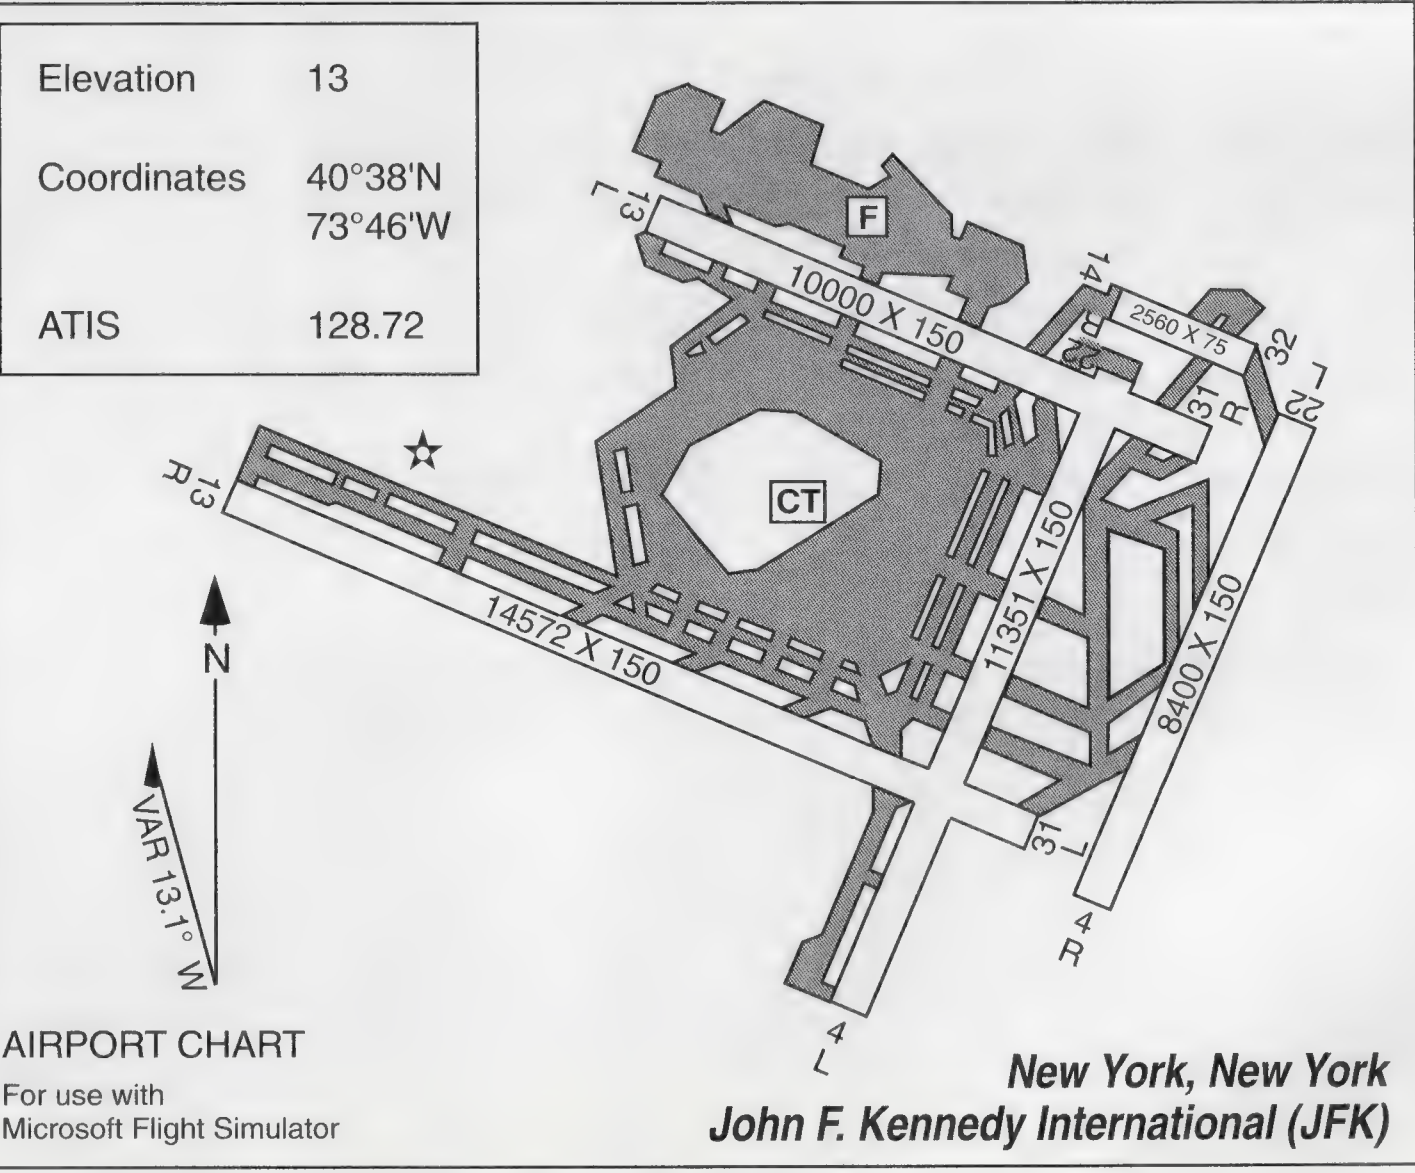 Elevation 13
Coordinates 40°38'N
73°46'W
ATIS 128.72
F
13
L
10000 X 150
14
2560 X 75
32
22
R
31
R
22
L
13
R
CT
14572 X 150
11351 X 150
8400 X 150
N
VAR 13.1° W
31
L
4
R
4
L
AIRPORT CHART
For use with
Microsoft Flight Simulator
New York, New York
John F. Kennedy International (JFK)